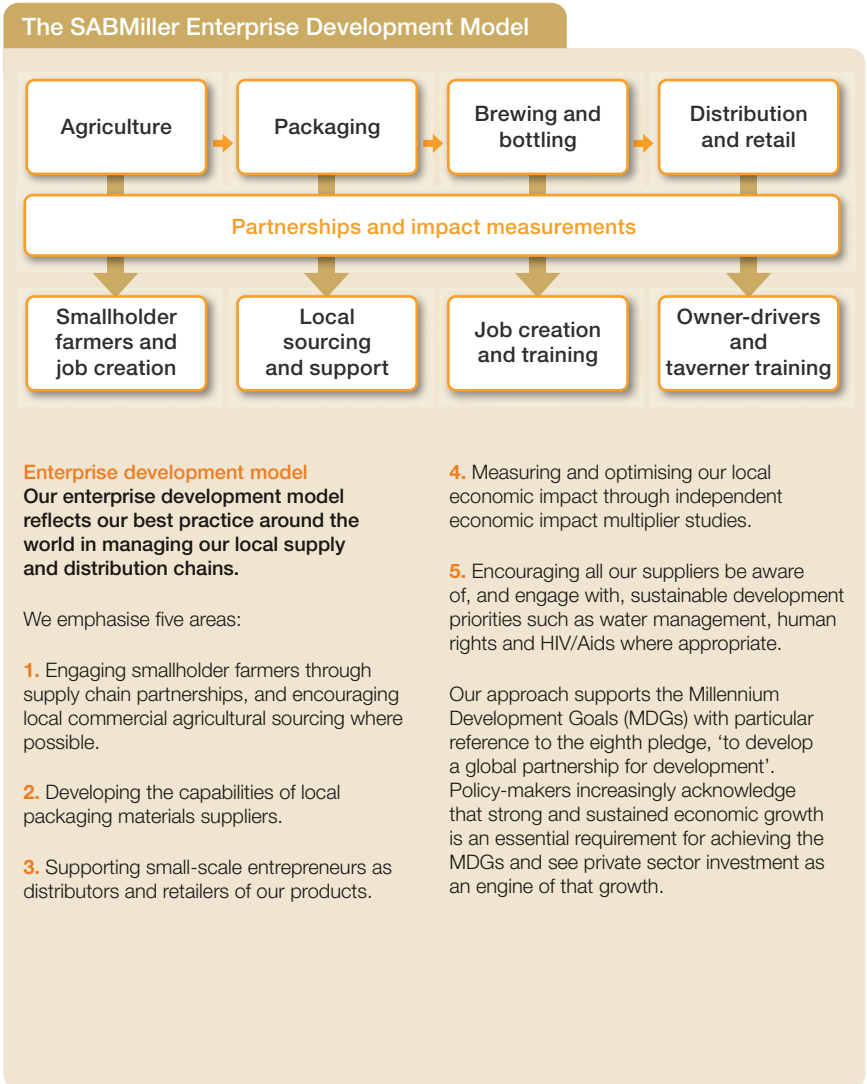 The SABMiller Enterprise Development Model
Agriculture
Packaging
Brewing and
bottling
Distribution
and retail
Partnerships and impact measurements
Smallholder
farmers and
job creation
Local
sourcing
and support
Job creation
and training
Owner-drivers
and
taverner training
Enterprise development model
Our enterprise development model
reflects our best practice around the
world in managing our local supply
and distribution chains.
We emphasise five areas:
1. Engaging smallholder farmers through
supply chain partnerships, and encouraging
local commercial agricultural sourcing where
possible.
2. Developing the capabilities of local
packaging materials suppliers.
3. Supporting small-scale entrepreneurs as
distributors and retailers of our products.
4. Measuring and optimising our local
economic impact through independent
economic impact multiplier studies.
5. Encouraging all our suppliers be aware
of, and engage with, sustainable development
priorities such as water management, human
rights and HIV/Aids where appropriate.
Our approach supports the Millennium
Development Goals (MDGs) with particular
reference to the eighth pledge, ‘to develop
a global partnership for development’.
Policy-makers increasingly acknowledge
that strong and sustained economic growth
is an essential requirement for achieving the
MDGs and see private sector investment as
an engine of that growth.